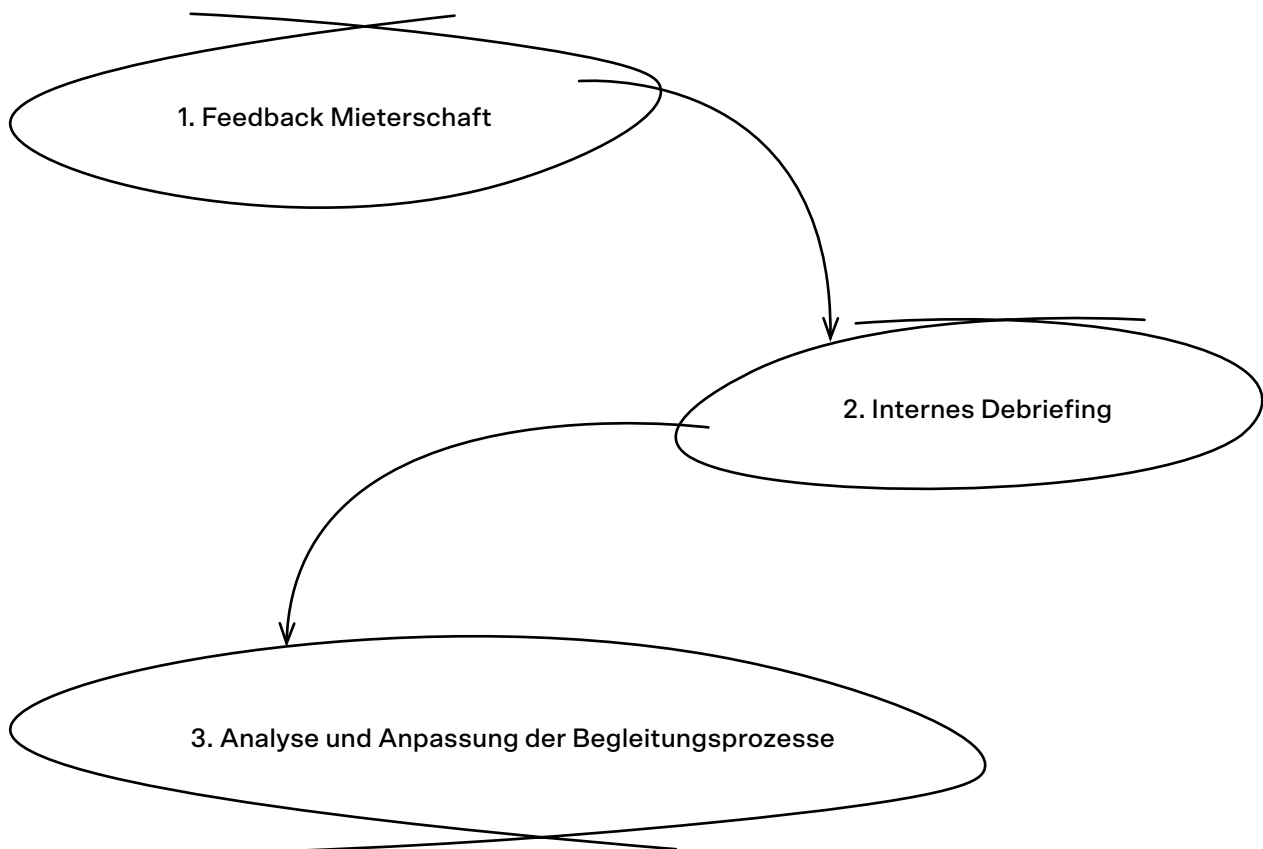 1. Feedback Mieterschaft
2. Internes Debriefing
3. Analyse und Anpassung der Begleitungsprozesse